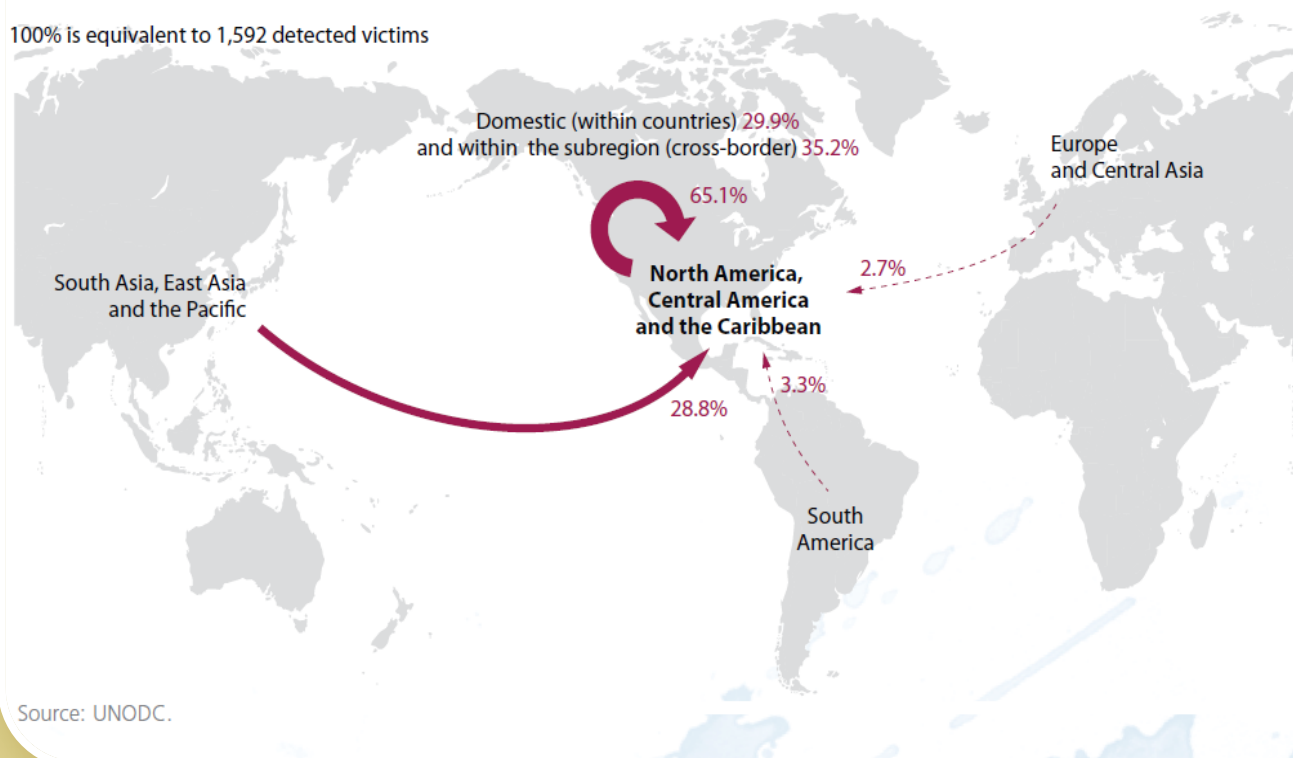 100% is equivalent to 1,592 detected victims
Domestic (within countries) 29.9%
and within the subregion (cross-border) 35.2%
65.1%
Europe
and Central Asia
2.7%
South Asia, East Asia
and the Pacific
North America,
Central America
and the Caribbean
3.3%
28.8%
South
America
Source: UNODC.